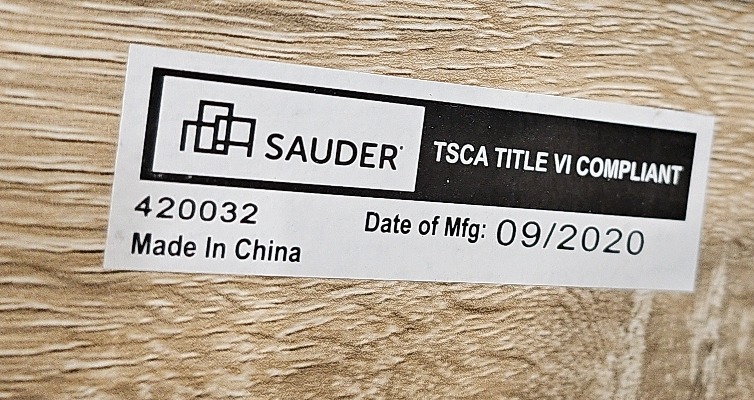 SAUDER
TSCA TITLE VI COMPLIANT
420032
Date of Mfg: 09/2020
Made In China